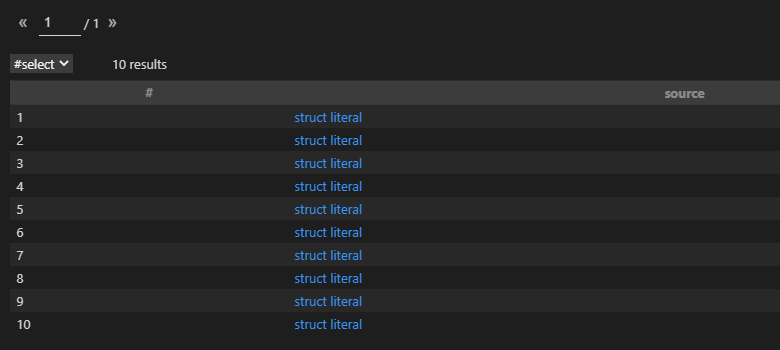 « 1 / 1 »
#select 10 results
# source
1 struct literal
2 struct literal
3 struct literal
4 struct literal
5 struct literal
6 struct literal
7 struct literal
8 struct literal
9 struct literal
10 struct literal